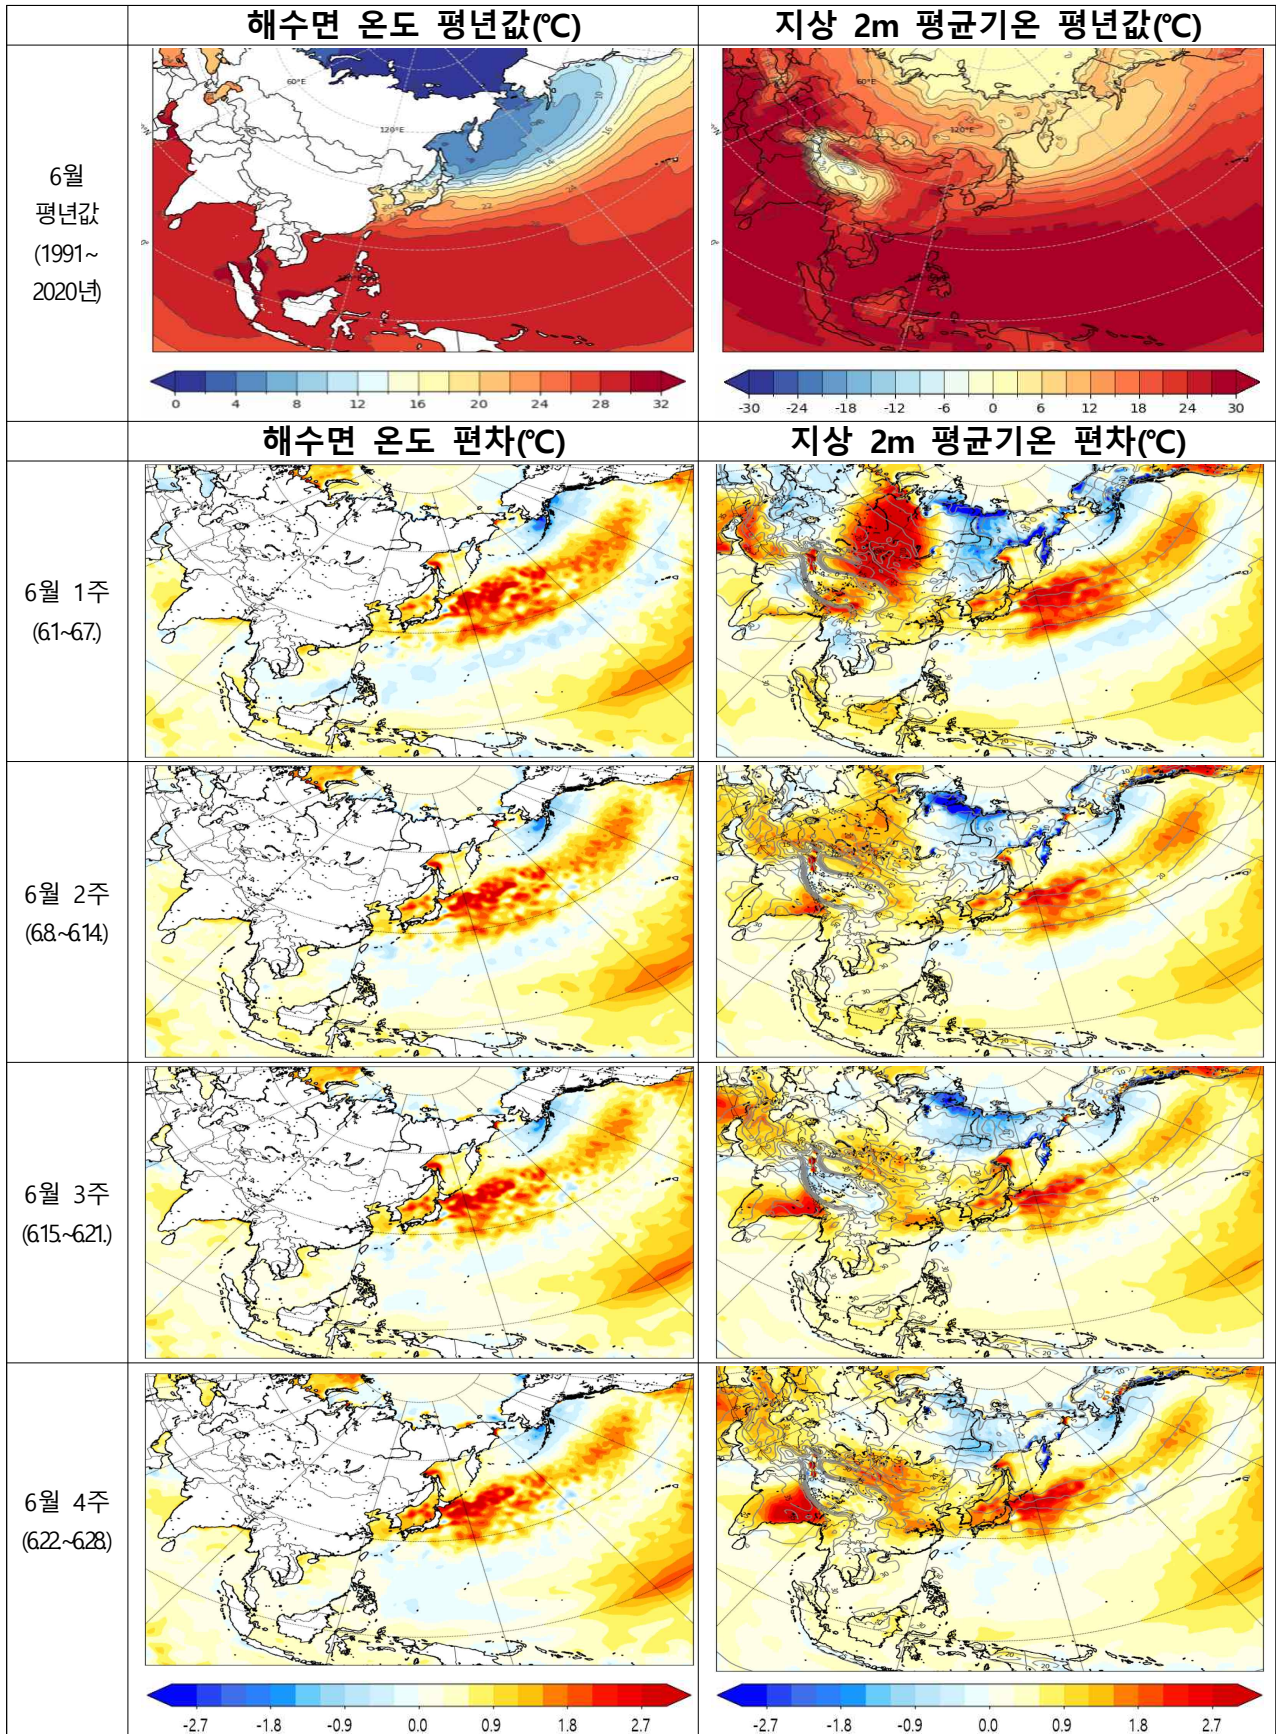 해수면 온도 평년값(℃)
지상 2m 평균기온 평년값(℃)
6월
평년값
(1991~
2020년)
60°E
120°E
60°E
120°E
0 4 8 12 16 20 24 28 32
-30 -24 -18 -12 -6 0 6 12 18 24 30
해수면 온도 편차(℃)
지상 2m 평균기온 편차(℃)
6월 1주
(6.1~6.7.)
6월 2주
(6.8.~6.14.)
6월 3주
(6.15.~6.21.)
6월 4주
(6.22.~6.28.)
-2.7 -1.8 -0.9 0.0 0.9 1.8 2.7
-2.7 -1.8 -0.9 0.0 0.9 1.8 2.7